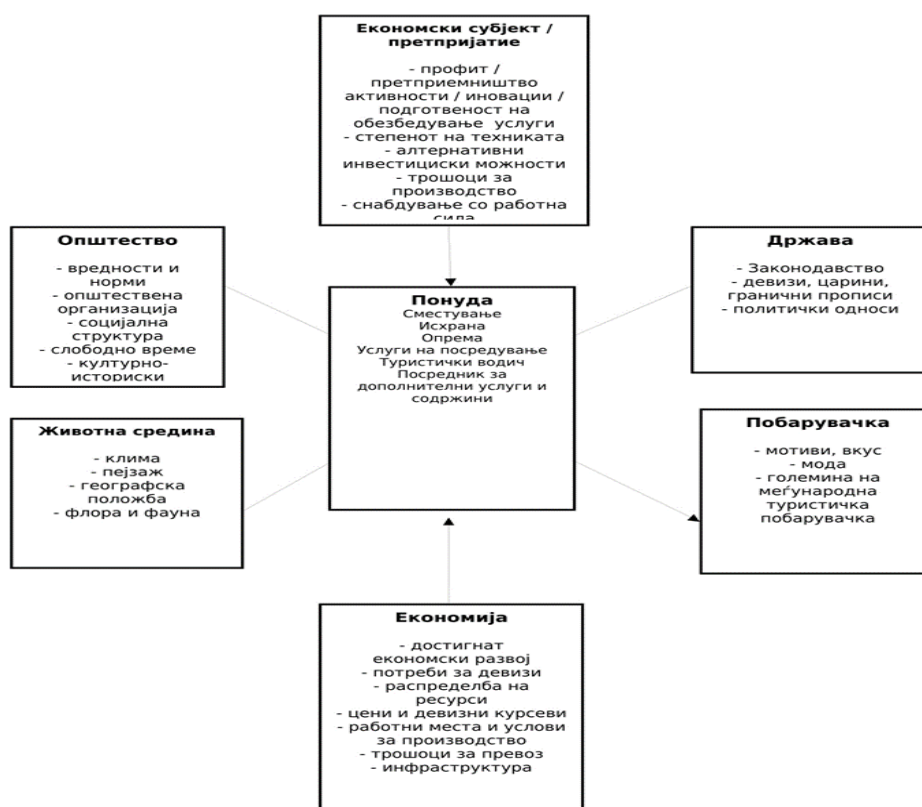 Економски субјект /
претпријатие
- профит /
претприемништво
активности / иновации /
подготвеност на
обезбедување услуги
- степенот на техниката
- алтернативни
инвестициски можности
- трошоци за
производство
- снабдување со работна
сила
Општество
- вредности и
норми
- општествена
организација
- социјална
структура
- слободно време
- културно-
историски
Држава
- Законодавство
- девизи, царини,
гранични прописи
- политички односи
Понуда
Сместување
Исхрана
Опрема
Услуги на посредување
Туристички водич
Посредник за
дополнителни услуги и
содржини
Животна средина
- клима
- пејзаж
- географска
положба
- флора и фауна
Побарувачка
- мотиви, вкус
- мода
- големина на
меѓународна
туристичка
побарувачка
Економија
- достигнат
економски развој
- потреби за девизи
- распределба на
ресурси
- цени и девизни курсеви
- работни места и услови
за производство
- трошоци за превоз
- инфраструктура